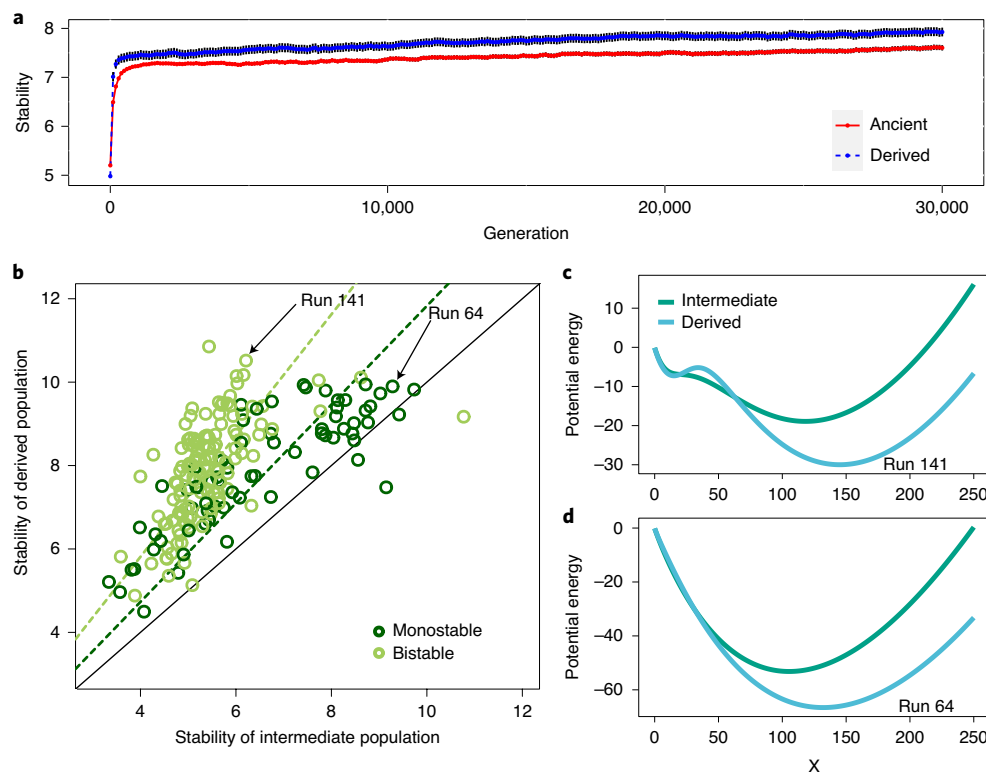 a
8
7
6
5
Stability
0
10,000
20,000
30,000
Generation
Ancient
Derived
b
12
10
8
6
4
Stability of derived population
Run 141
Run 64
Monostable
Bistable
4
6
8
10
12
Stability of intermediate population
c
10
0
−10
−20
−30
Potential energy
Intermediate
Derived
Run 141
0
50
100
150
200
250
d
0
−20
−40
−60
Potential energy
Run 64
0
50
100
150
200
250
X